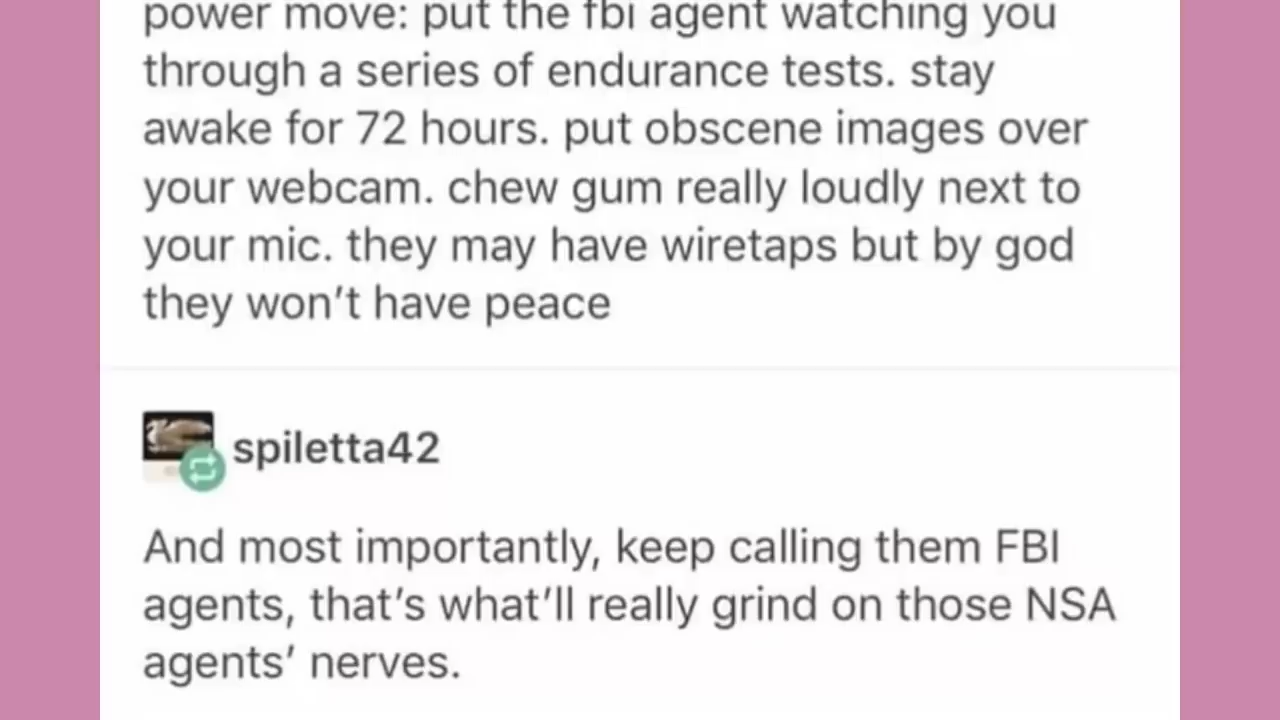 power move: put the fbi agent watching you
through a series of endurance tests. stay
awake for 72 hours. put obscene images over
your webcam. chew gum really loudly next to
your mic. they may have wiretaps but by god
they won't have peace
spiletta42
And most importantly, keep calling them FBI
agents, that's what'll really grind on those NSA
agents' nerves.